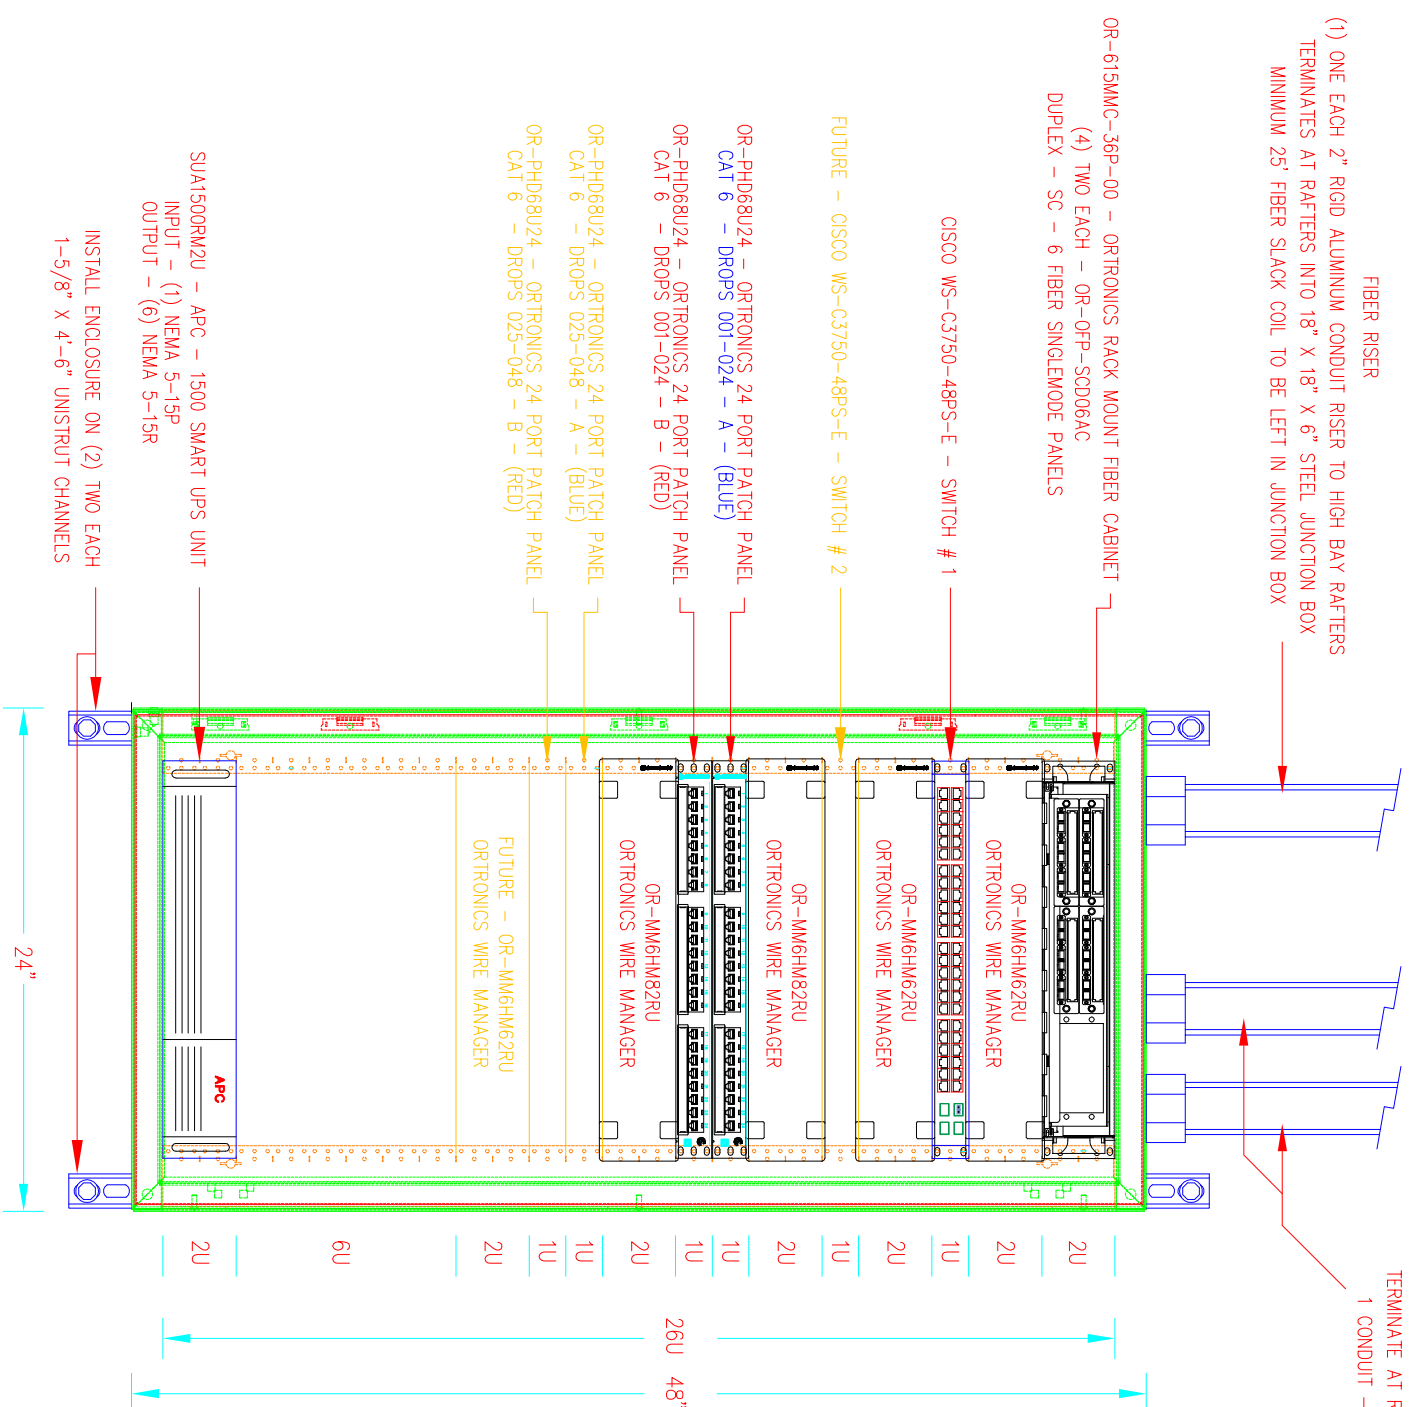 FIBER RISER
(1) ONE EACH 2" RIGID ALUMINUM CONDUIT RISER TO HIGH BAY RAFTERS
TERMINATES AT RAFTERS INTO 18" X 18" X 6" STEEL JUNCTION BOX
MINIMUM 25' FIBER SLACK COIL TO BE LEFT IN JUNCTION BOX
TERMINATE AT
1 CONDUIT -
OR-615MMC-36P-00 - ORTRONICS RACK MOUNT FIBER CABINET
(4) TWO EACH - OR-OFP-SCD06AC
DUPLEX - SC - 6 FIBER SINGLEMODE PANELS
CISCO WS-C3750-48PS-E - SWITCH # 1
FUTURE - CISCO WS-C3750-48PS-E - SWITCH # 2
OR-PHD68U24 - ORTRONICS 24 PORT PATCH PANEL
CAT 6 - DROPS 001-024 - A - (BLUE)
OR-PHD68U24 - ORTRONICS 24 PORT PATCH PANEL
CAT 6 - DROPS 001-024 - B - (RED)
OR-PHD68U24 - ORTRONICS 24 PORT PATCH PANEL
CAT 6 - DROPS 025-048 - A - (BLUE)
OR-PHD68U24 - ORTRONICS 24 PORT PATCH PANEL
CAT 6 - DROPS 025-048 - B - (RED)
SUA1500RM2U - APC - 1500 SMART UPS UNIT
INPUT - (1) NEMA 5-15P
OUTPUT - (6) NEMA 5-15R
INSTALL ENCLOSURE ON (2) TWO EACH
1-5/8" X 4'-6" UNISTRUT CHANNELS
OR-MM6HM62RU
ORTRONICS WIRE MANAGER
OR-MM6HM62RU
ORTRONICS WIRE MANAGER
OR-MM6HM82RU
ORTRONICS WIRE MANAGER
OR-MM6HM82RU
ORTRONICS WIRE MANAGER
FUTURE - OR-MM6HM62RU
ORTRONICS WIRE MANAGER
APC
2U
2U
1U
2U
1U
2U
1U
1U
2U
1U
1U
2U
6U
2U
26U
48"
24"